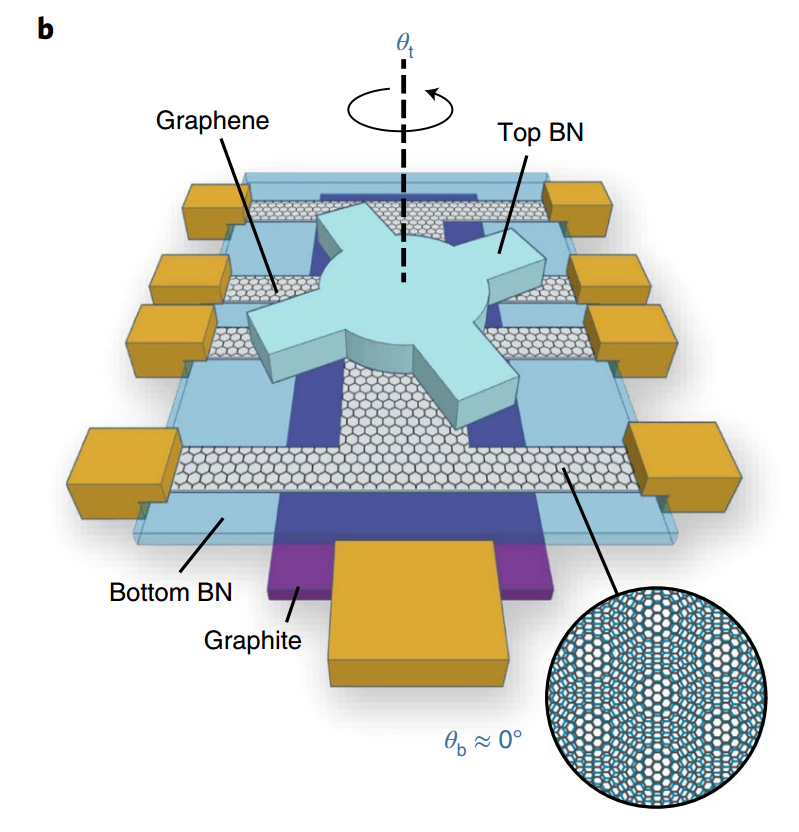 b
θt
Graphene
Top BN
Bottom BN
Graphite
θb ≈ 0°